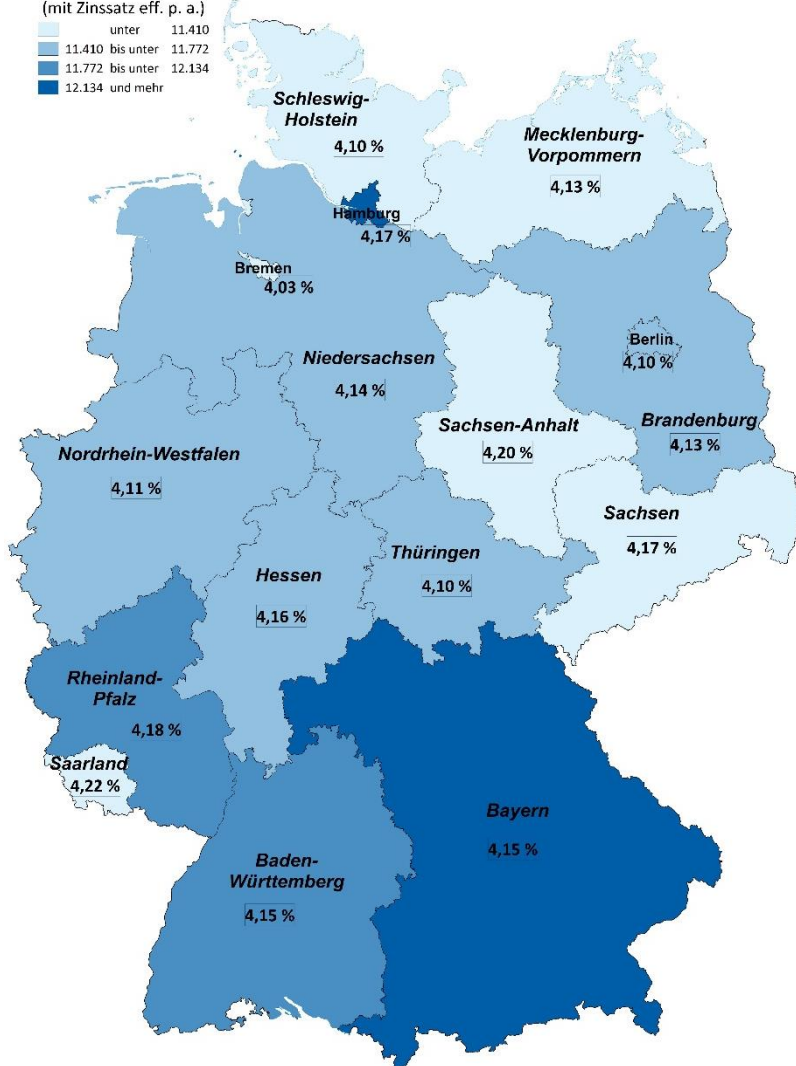 (mit Zinssatz eff. p. a.)
unter 11.410
11.410 bis unter 11.772
11.772 bis unter 12.134
12.134 und mehr
Schleswig-
Holstein
4,10 %
Mecklenburg-
Vorpommern
4,13 %
Hamburg
4,17 %
Bremen
4,03 %
Berlin
4,10 %
Niedersachsen
4,14 %
Brandenburg
4,13 %
Sachsen-Anhalt
4,20 %
Nordrhein-Westfalen
4,11 %
Sachsen
4,17 %
Thüringen
4,10 %
Hessen
4,16 %
Rheinland-
Pfalz
4,18 %
Saarland
4,22 %
Bayern
4,15 %
Baden-
Württemberg
4,15 %